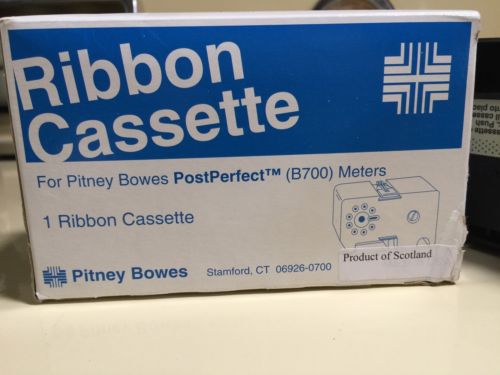 Ribbon
Cassette
For Pitney Bowes PostPerfect™ (B700) Meters
1 Ribbon Cassette
Pitney Bowes
Stamford, CT 06926-0700
Product of Scotland